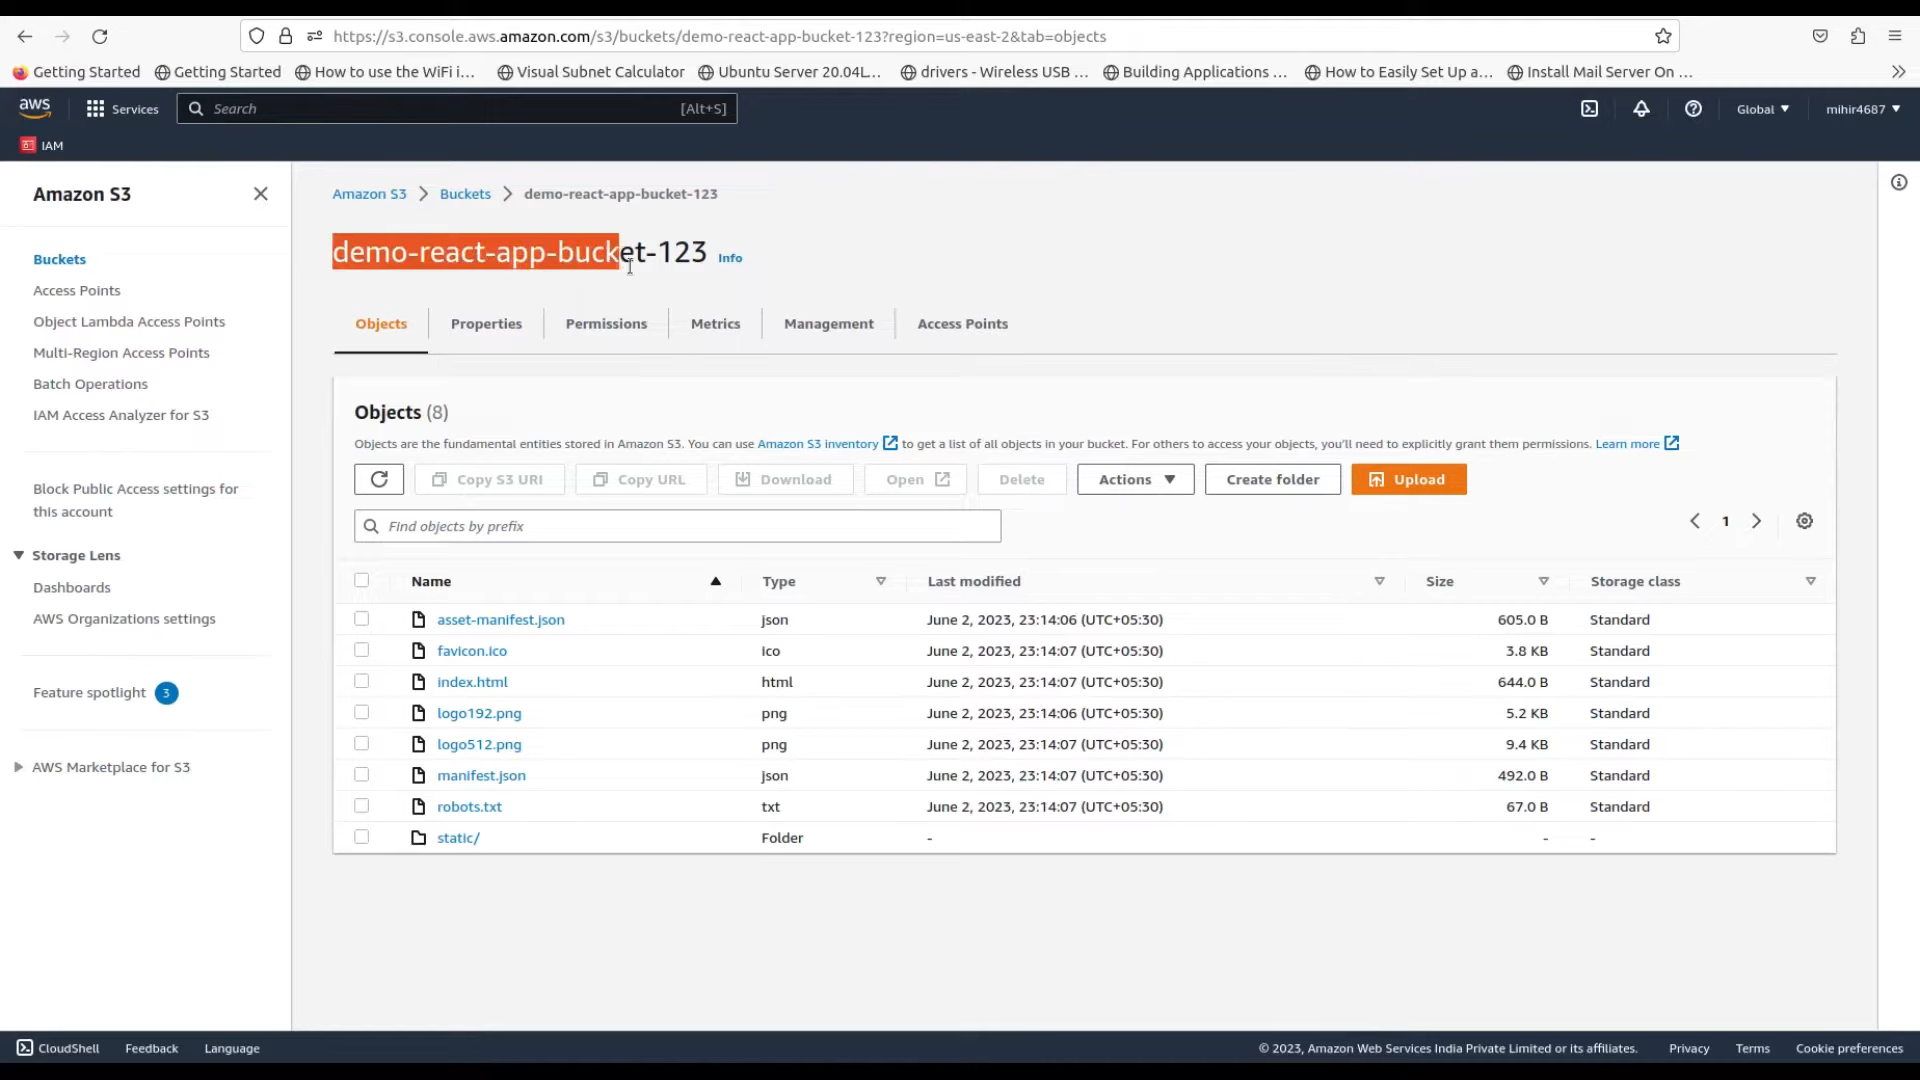 https://s3.console.aws.amazon.com/s3/buckets/demo-react-app-bucket-123?region=us-east-2&tab=objects
Getting Started Getting Started How to use the WiFi i... Visual Subnet Calculator Ubuntu Server 20.04L... drivers - Wireless USB ... Building Applications ... How to Easily Set Up a... Install Mail Server On ...
aws Services Search [Alt+S] Global mihir4687
IAM
Amazon S3
Buckets
Access Points
Object Lambda Access Points
Multi-Region Access Points
Batch Operations
IAM Access Analyzer for S3
Block Public Access settings for
this account
Storage Lens
Dashboards
AWS Organizations settings
Feature spotlight 3
AWS Marketplace for S3
Amazon S3 Buckets demo-react-app-bucket-123
demo-react-app-bucket-123 Info
Objects Properties Permissions Metrics Management Access Points
Objects (8)
Objects are the fundamental entities stored in Amazon S3. You can use Amazon S3 inventory to get a list of all objects in your bucket. For others to access your objects, you'll need to explicitly grant them permissions. Learn more
Copy S3 URI Copy URL Download Open Delete Actions Create folder Upload
Find objects by prefix 1
Name Type Last modified Size Storage class
asset-manifest.json json June 2, 2023, 23:14:06 (UTC+05:30) 605.0 B Standard
favicon.ico ico June 2, 2023, 23:14:07 (UTC+05:30) 3.8 KB Standard
index.html html June 2, 2023, 23:14:07 (UTC+05:30) 644.0 B Standard
logo192.png png June 2, 2023, 23:14:06 (UTC+05:30) 5.2 KB Standard
logo512.png png June 2, 2023, 23:14:07 (UTC+05:30) 9.4 KB Standard
manifest.json json June 2, 2023, 23:14:07 (UTC+05:30) 492.0 B Standard
robots.txt txt June 2, 2023, 23:14:07 (UTC+05:30) 67.0 B Standard
static/ Folder - - -
CloudShell Feedback Language © 2023, Amazon Web Services India Private Limited or its affiliates. Privacy Terms Cookie preferences